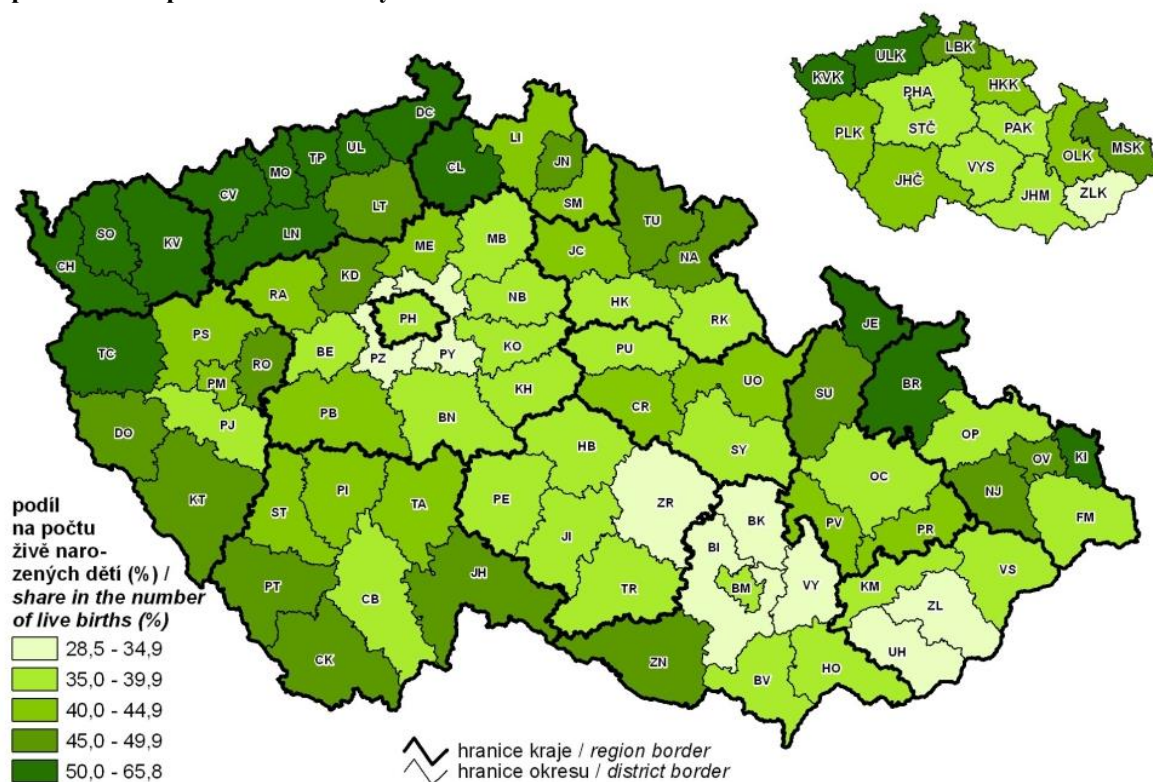 DC
LBK
ULK
KVK
HKK
PHA
UL
LI
TP
JN
CL
MO
PLK
STČ
PAK
MSK
CV
OLK
VYS
JHČ
JHM
ZLK
LT
SM
TU
SO
KV
LN
ME
MB
CH
JC
NA
KD
RA
NB
HK
JE
PH
RK
PS
TC
BE
PZ
PY
KO
PU
RO
PM
UO
BR
SU
KH
PB
BN
CR
PJ
DO
OP
HB
SY
OV
KI
OC
NJ
KT
ST
PI
TA
PE
ZR
FM
BK
PV
PR
JI
BI
VS
PT
CB
JH
TR
BM
VY
KM
ZL
UH
CK
ZN
BV
HO
podíl
na počtu
živě naro-
zených dětí (%) /
share in the number
of live births (%)
28,5 - 34,9
35,0 - 39,9
40,0 - 44,9
45,0 - 49,9
50,0 - 65,8
hranice kraje / region border
hranice okresu / district border